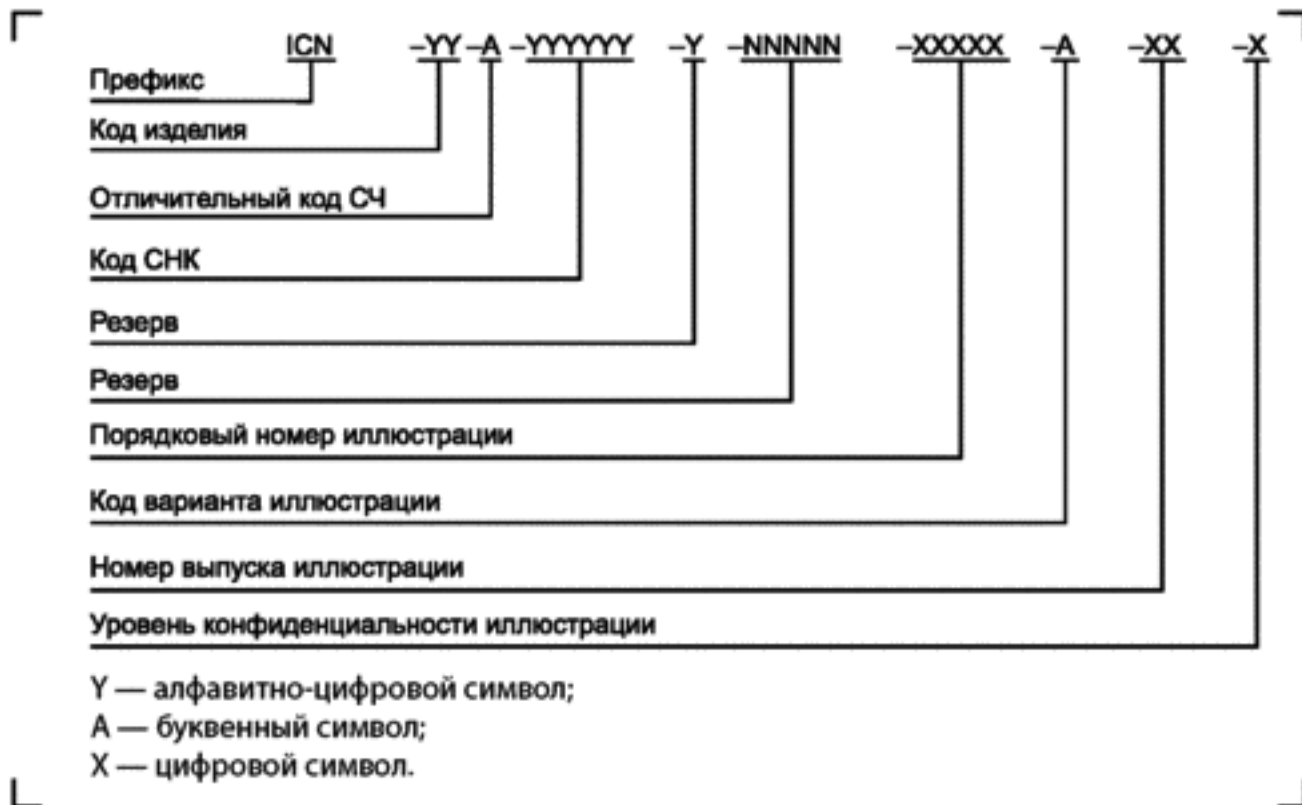 ICN –YY–A–YYYYYY –Y –NNNNN –XXXXX –A –XX –X
Префикс
Код изделия
Отличительный код СЧ
Код СНК
Резерв
Резерв
Порядковый номер иллюстрации
Код варианта иллюстрации
Номер выпуска иллюстрации
Уровень конфиденциальности иллюстрации
Y — алфавитно-цифровой символ;
A — буквенный символ;
X — цифровой символ.